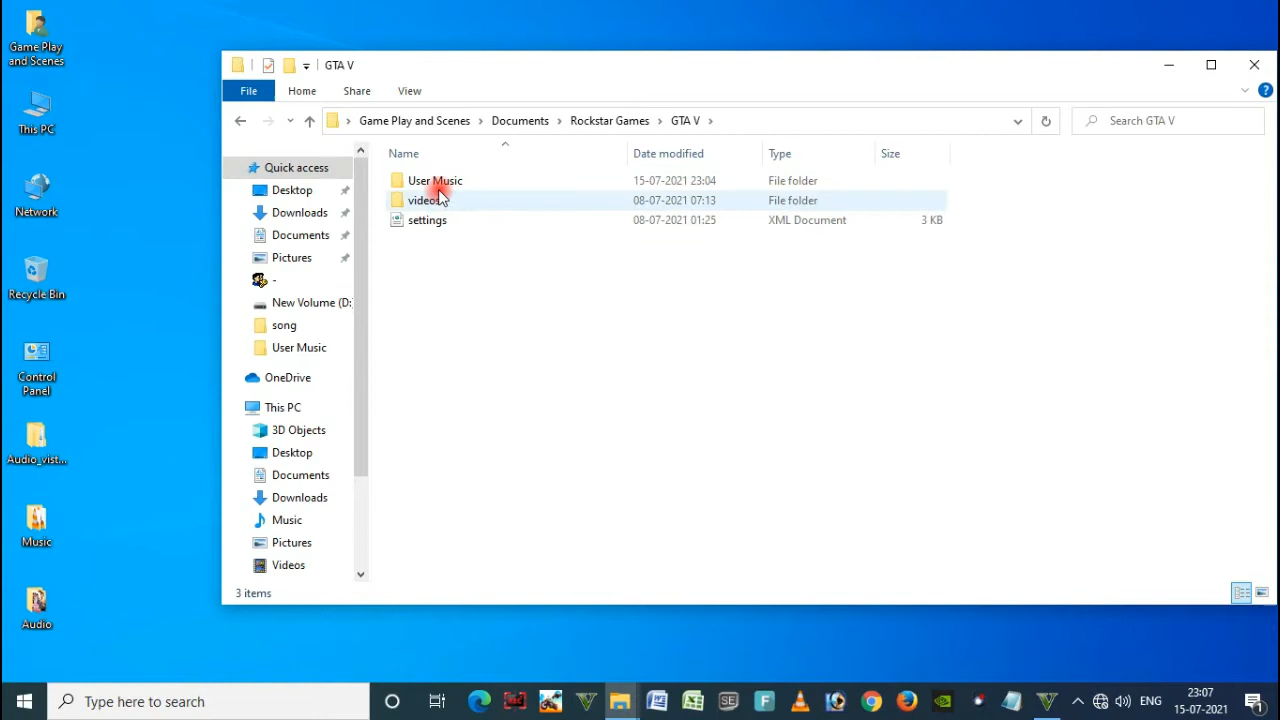 Game Play
and Scenes
This PC
Network
Recycle Bin
Control
Panel
Audio_vist...
Music
Audio
GTA V
File
Home
Share
View
Game Play and Scenes
Documents
Rockstar Games
GTA V
Search GTA V
Name
Date modified
Type
Size
User Music
15-07-2021 23:04
File folder
videos
08-07-2021 07:13
File folder
settings
08-07-2021 01:25
XML Document
3 KB
Quick access
Desktop
Downloads
Documents
Pictures
-
New Volume (D:)
song
User Music
OneDrive
This PC
3D Objects
Desktop
Documents
Downloads
Music
Pictures
Videos
3 items
Type here to search
ENG
23:07
15-07-2021
1